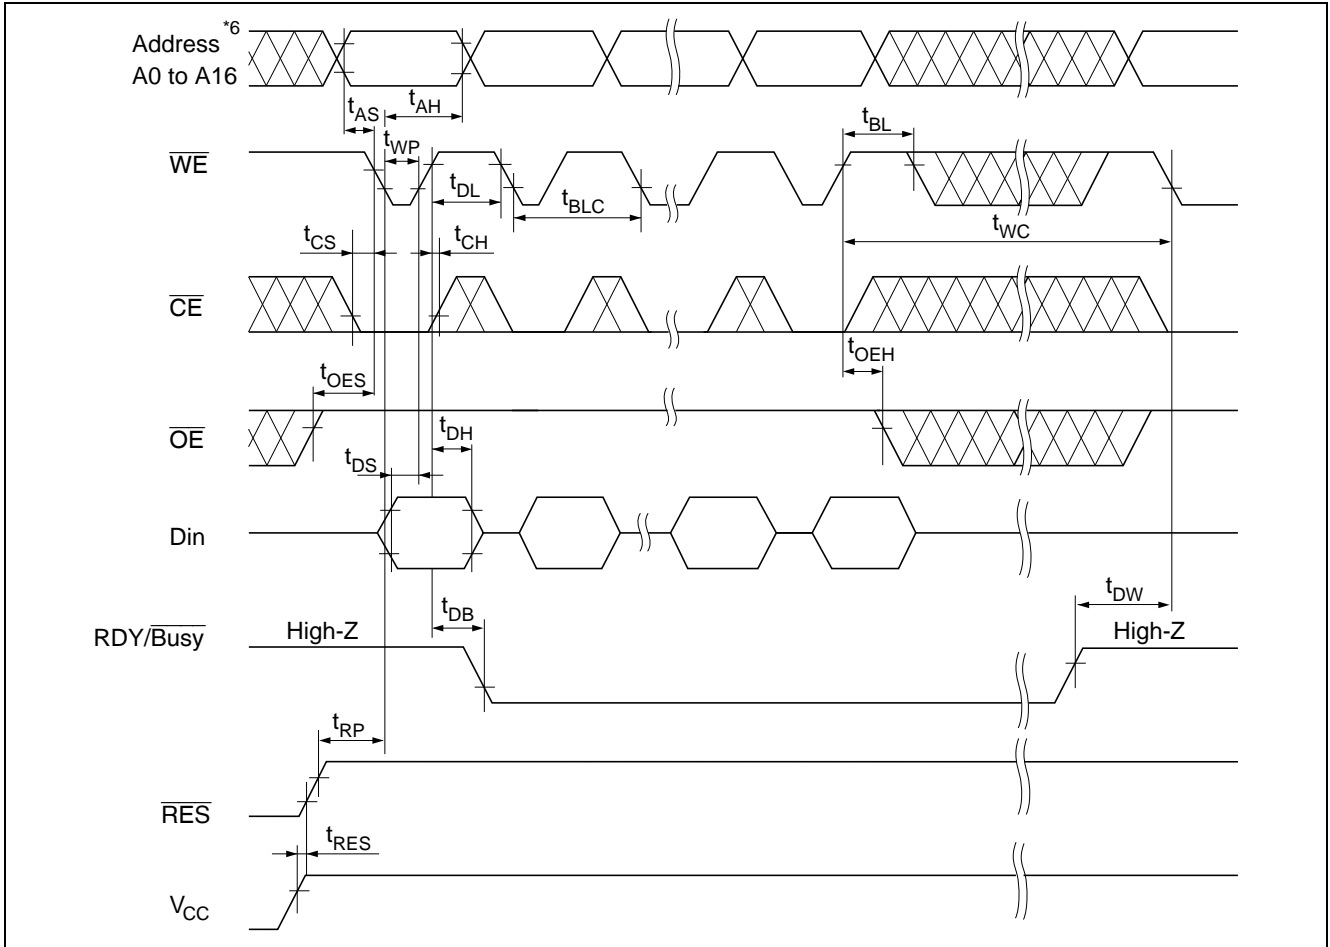 Address *6
A0 to A16
tAS
tAH
tWP
tBL
WE
tDL
tBLC
tWC
tCS
tCH
CE
tOEH
tOES
OE
tDH
tDS
Din
tDW
tDB
RDY/Busy
High-Z
High-Z
tRP
RES
tRES
VCC